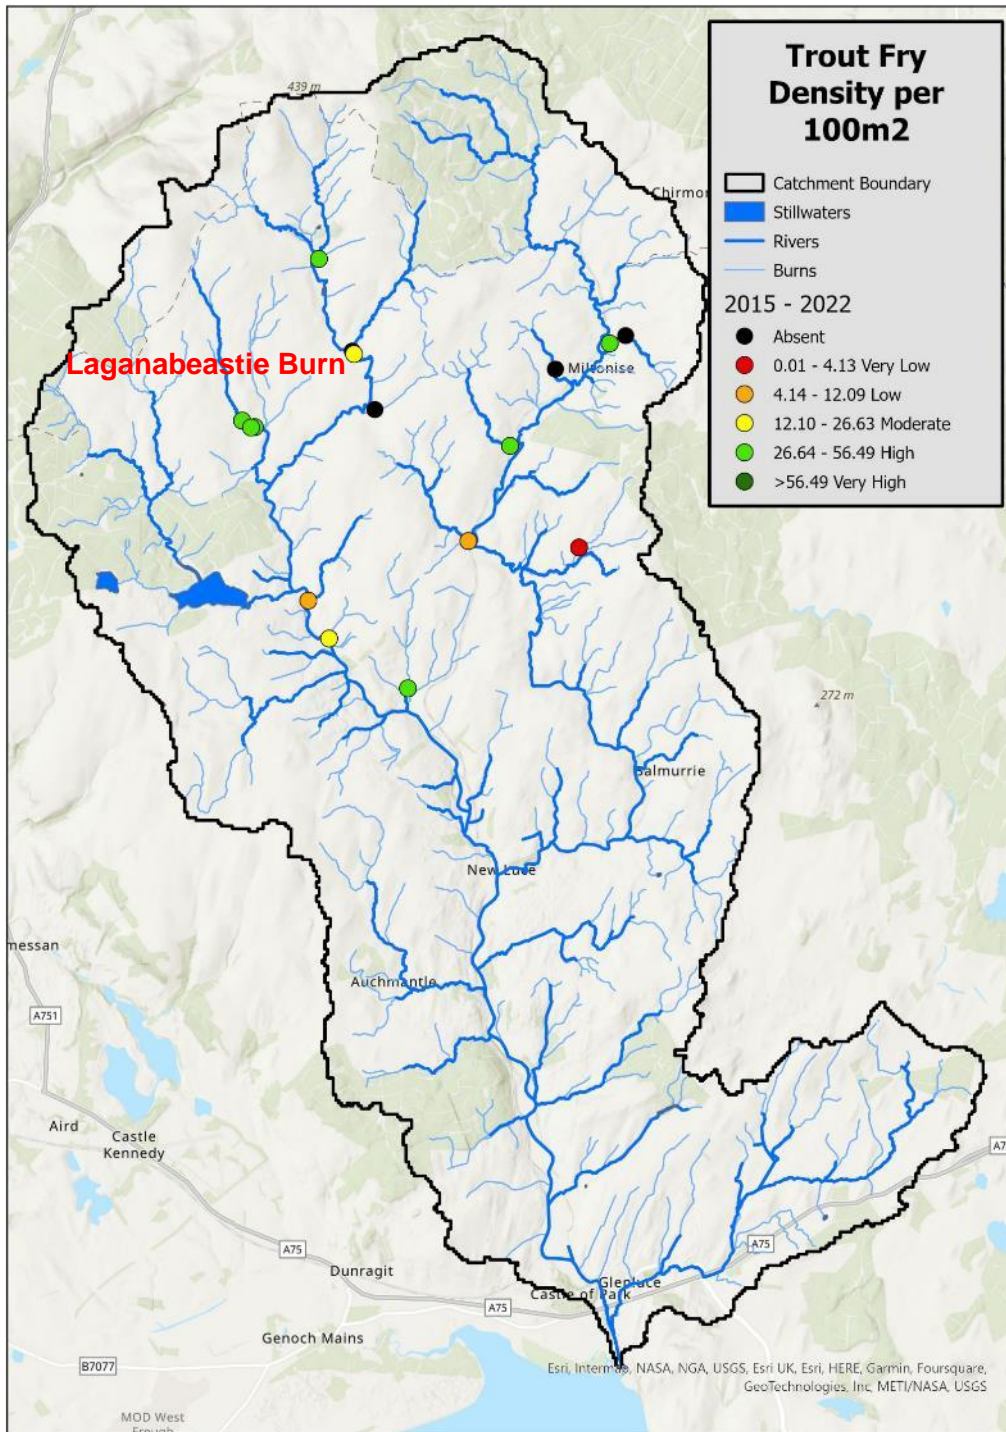 Trout Fry
Density per
100m2
Catchment Boundary
Stillwaters
Rivers
Burns
2015 - 2022
Absent
0.01 - 4.13 Very Low
4.14 - 12.09 Low
12.10 - 26.63 Moderate
26.64 - 56.49 High
>56.49 Very High
439 m
Chirmor
Laganabeastie Burn
Miltonise
272 m
Balmurrie
New Luce
messan
Auchmantle
A751
Aird
Castle
Kennedy
A7
A75
A75
Dunragit
Glenluce
Castle of Park
A75
Genoch Mains
B7077
Esri, Intermap, NASA, NGA, USGS, Esri UK, Esri, HERE, Garmin, Foursquare,
GeoTechnologies, Inc, METI/NASA, USGS
MOD West
Freugh